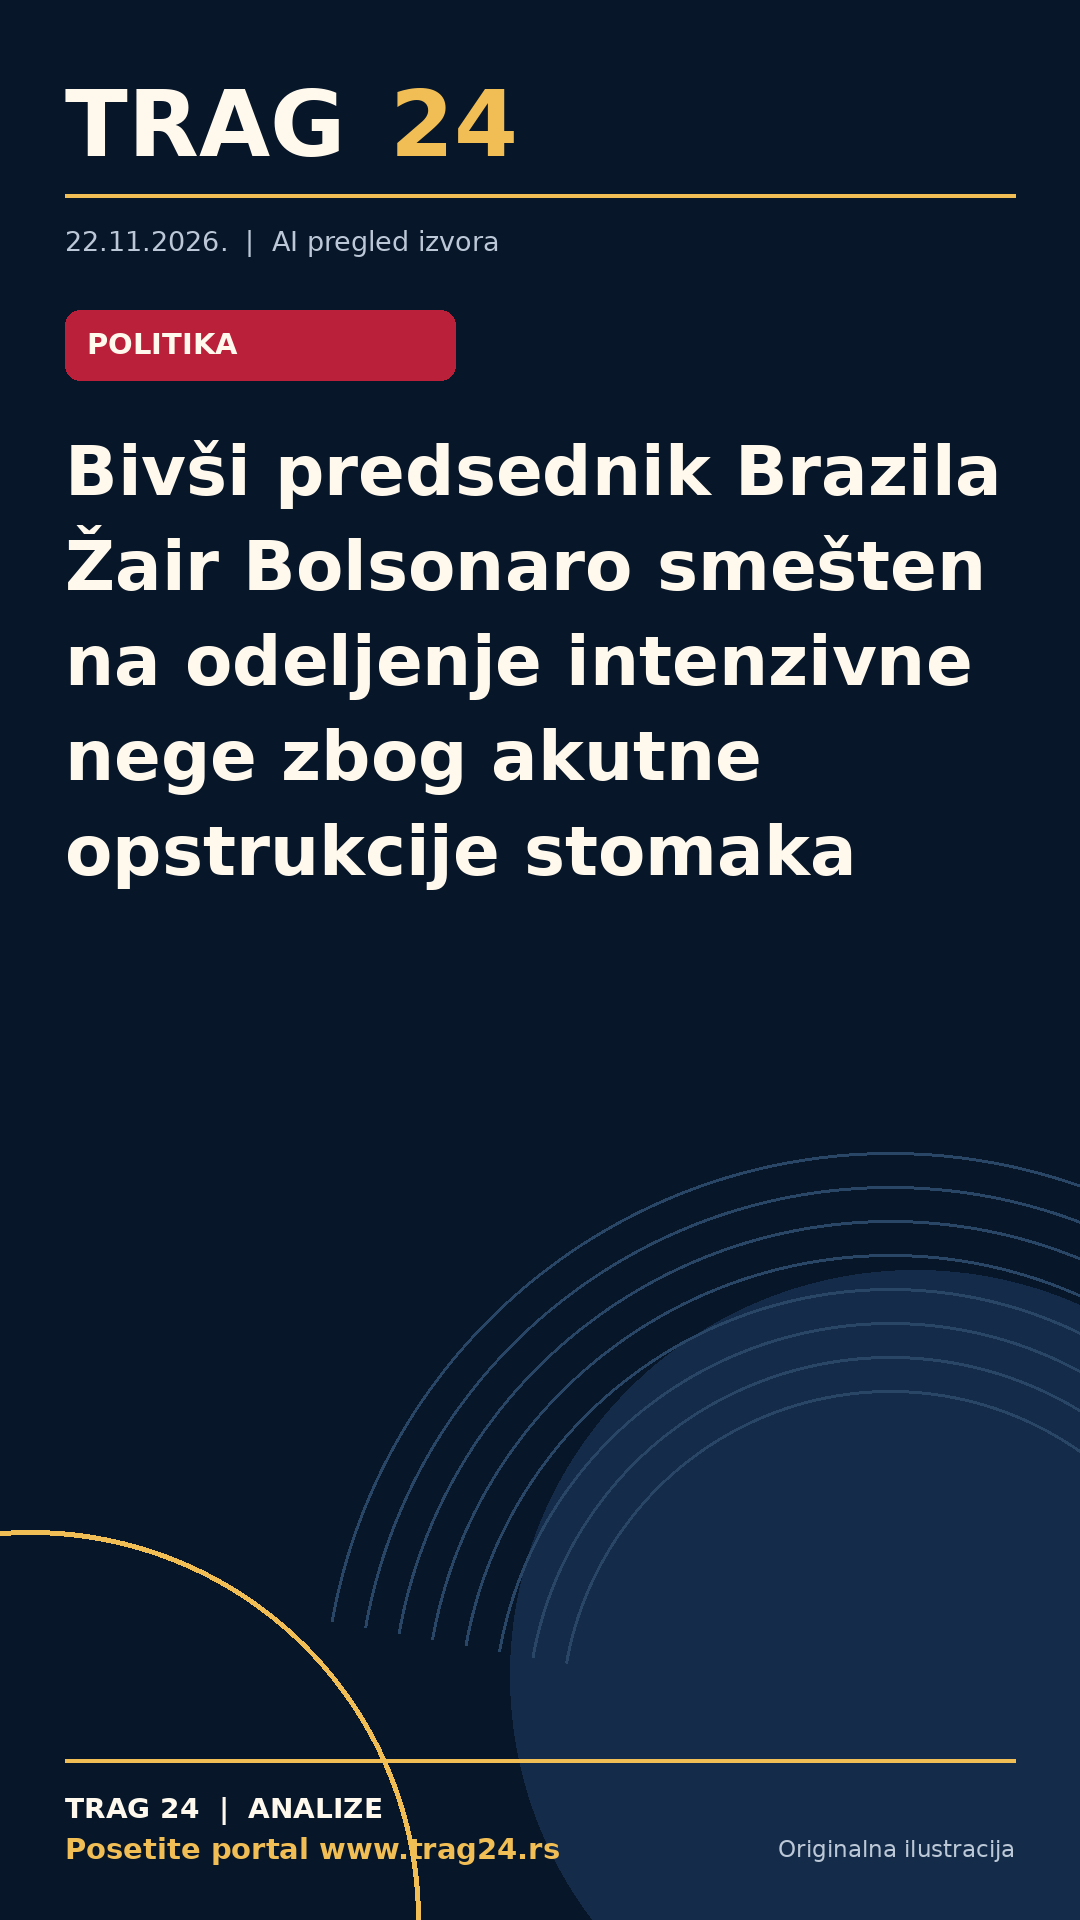 TRAG 24
22.11.2026. | AI pregled izvora
POLITIKA
Bivši predsednik Brazila
Žair Bolsonaro smešten
na odeljenje intenzivne
nege zbog akutne
opstrukcije stomaka
TRAG 24 | ANALIZE
Posetite portal www.trag24.rs
Originalna ilustracija